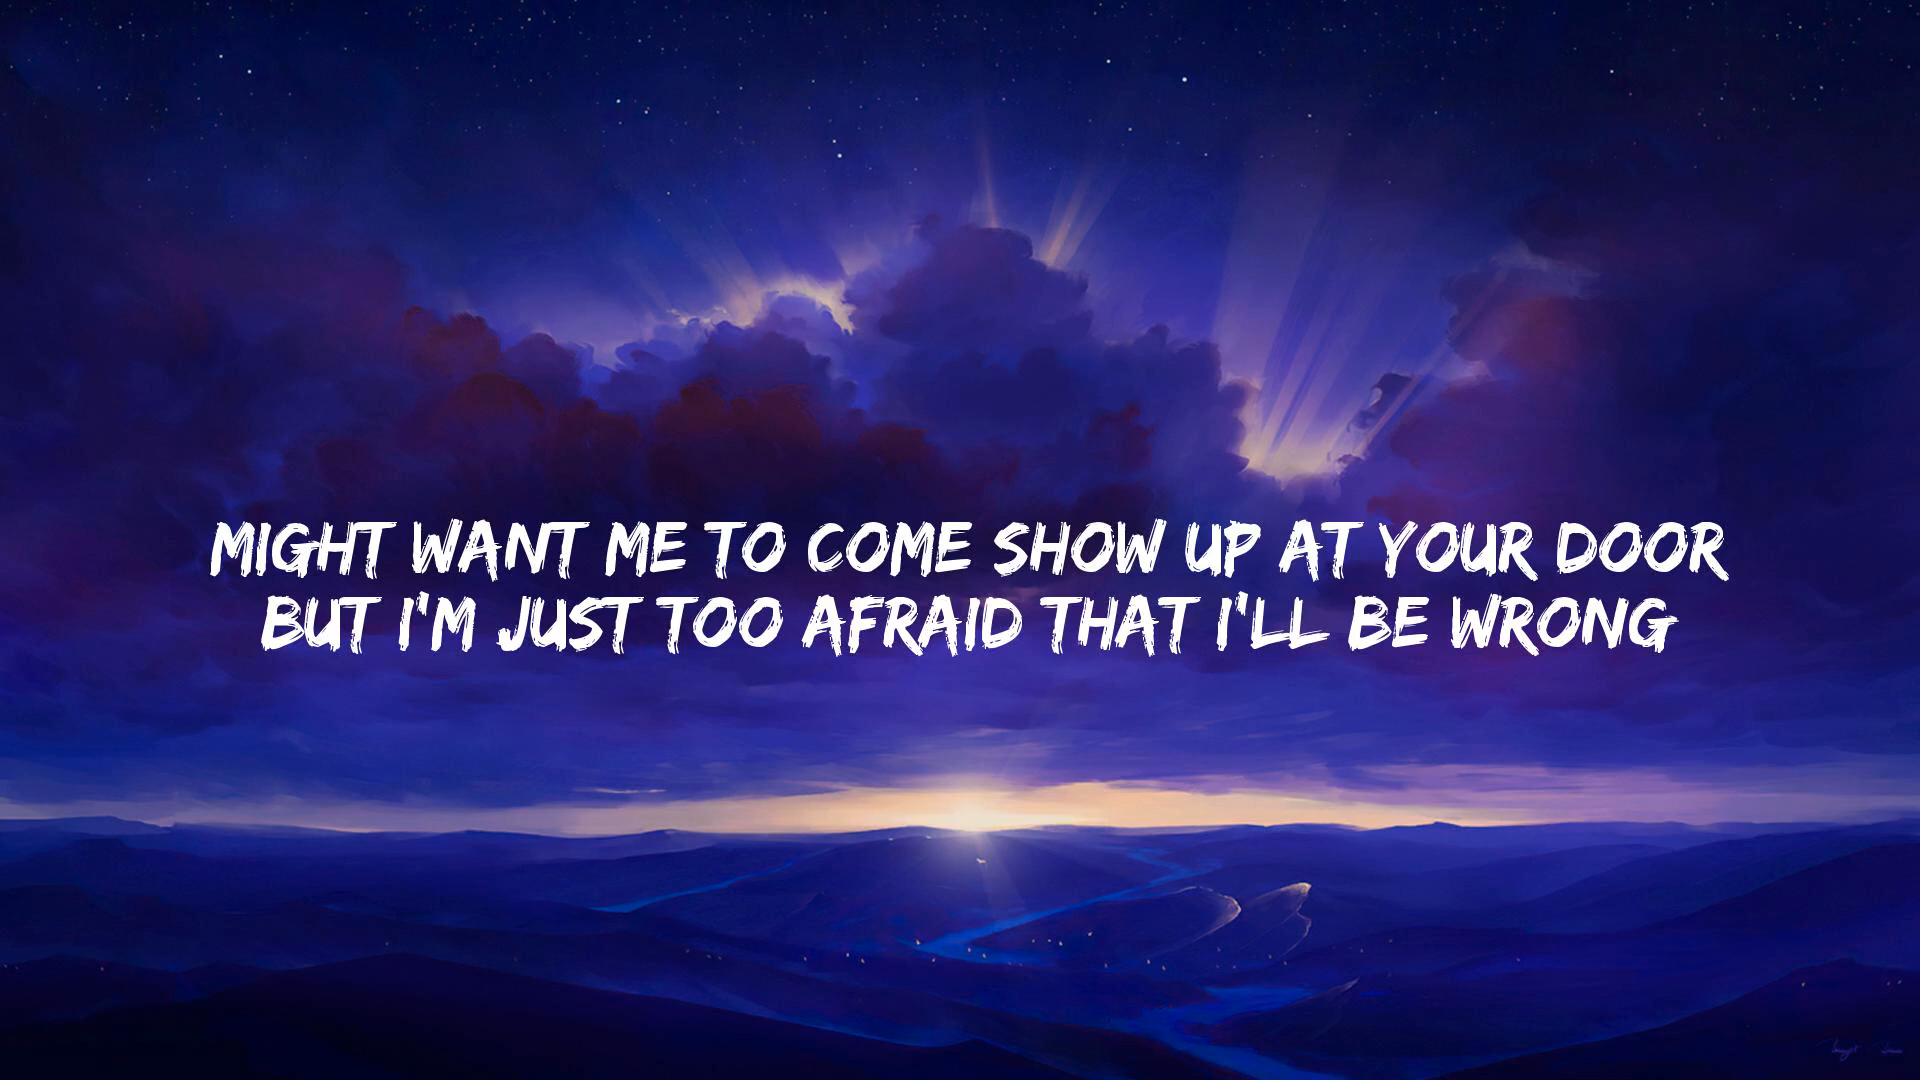 MIGHT WANT ME TO COME SHOW UP AT YOUR DOOR
BUT I'M JUST TOO AFRAID THAT I'LL BE WRONG